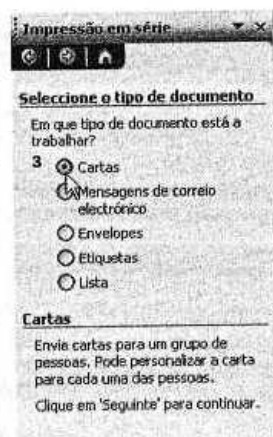 Impressão em série
Seleccione o tipo de documento
Em que tipo de documento está a
trabalhar?
3 Cartas
Mensagens de correio
electrónico
Envelopes
Etiquetas
Lista
Cartas
Envie cartas para um grupo de
pessoas. Pode personalizar a carta
para cada uma das pessoas.
Clique em 'Seguinte' para continuar.